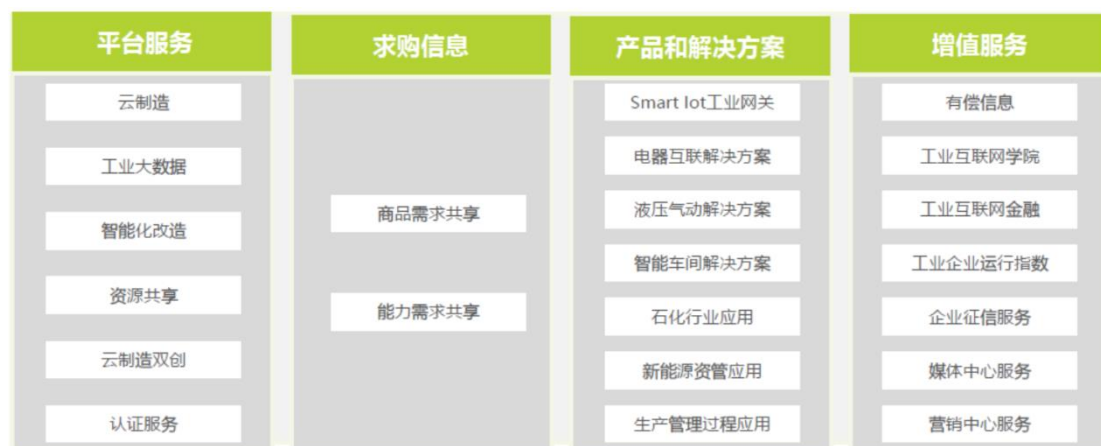 平台服务
云制造
工业大数据
智能化改造
资源共享
云制造双创
认证服务
求购信息
商品需求共享
能力需求共享
产品和解决方案
Smart Iot工业网关
电器互联解决方案
液压气动解决方案
智能车间解决方案
石化行业应用
新能源资管应用
生产管理过程应用
增值服务
有偿信息
工业互联网学院
工业互联网金融
工业企业运行指数
企业征信服务
媒体中心服务
营销中心服务